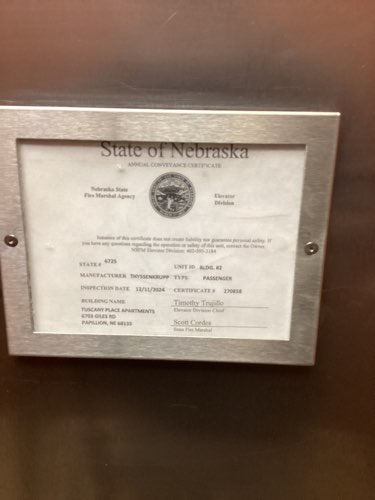 State of Nebraska
ANNUAL CONVEYANCE CERTIFICATE
Nebraska State
Fire Marshal Agency
Elevator
Division
Issuance of this certificate does not create liability nor guarantee personal safety. If
you have any questions regarding the operation or safety of this unit, contact the Owner.
NSFM Elevator Division: 402-395-2184
STATE # 6725 UNIT ID BLDG. #2
MANUFACTURER THYSSENKRUPP TYPE PASSENGER
INSPECTION DATE 12/11/2024 CERTIFICATE # 270858
BUILDING NAME
TUSCANY PLACE APARTMENTS
6703 GILES RD
PAPILLION, NE 68133
Timothy Trujillo
Elevator Division Chief
Scott Cordes
State Fire Marshal